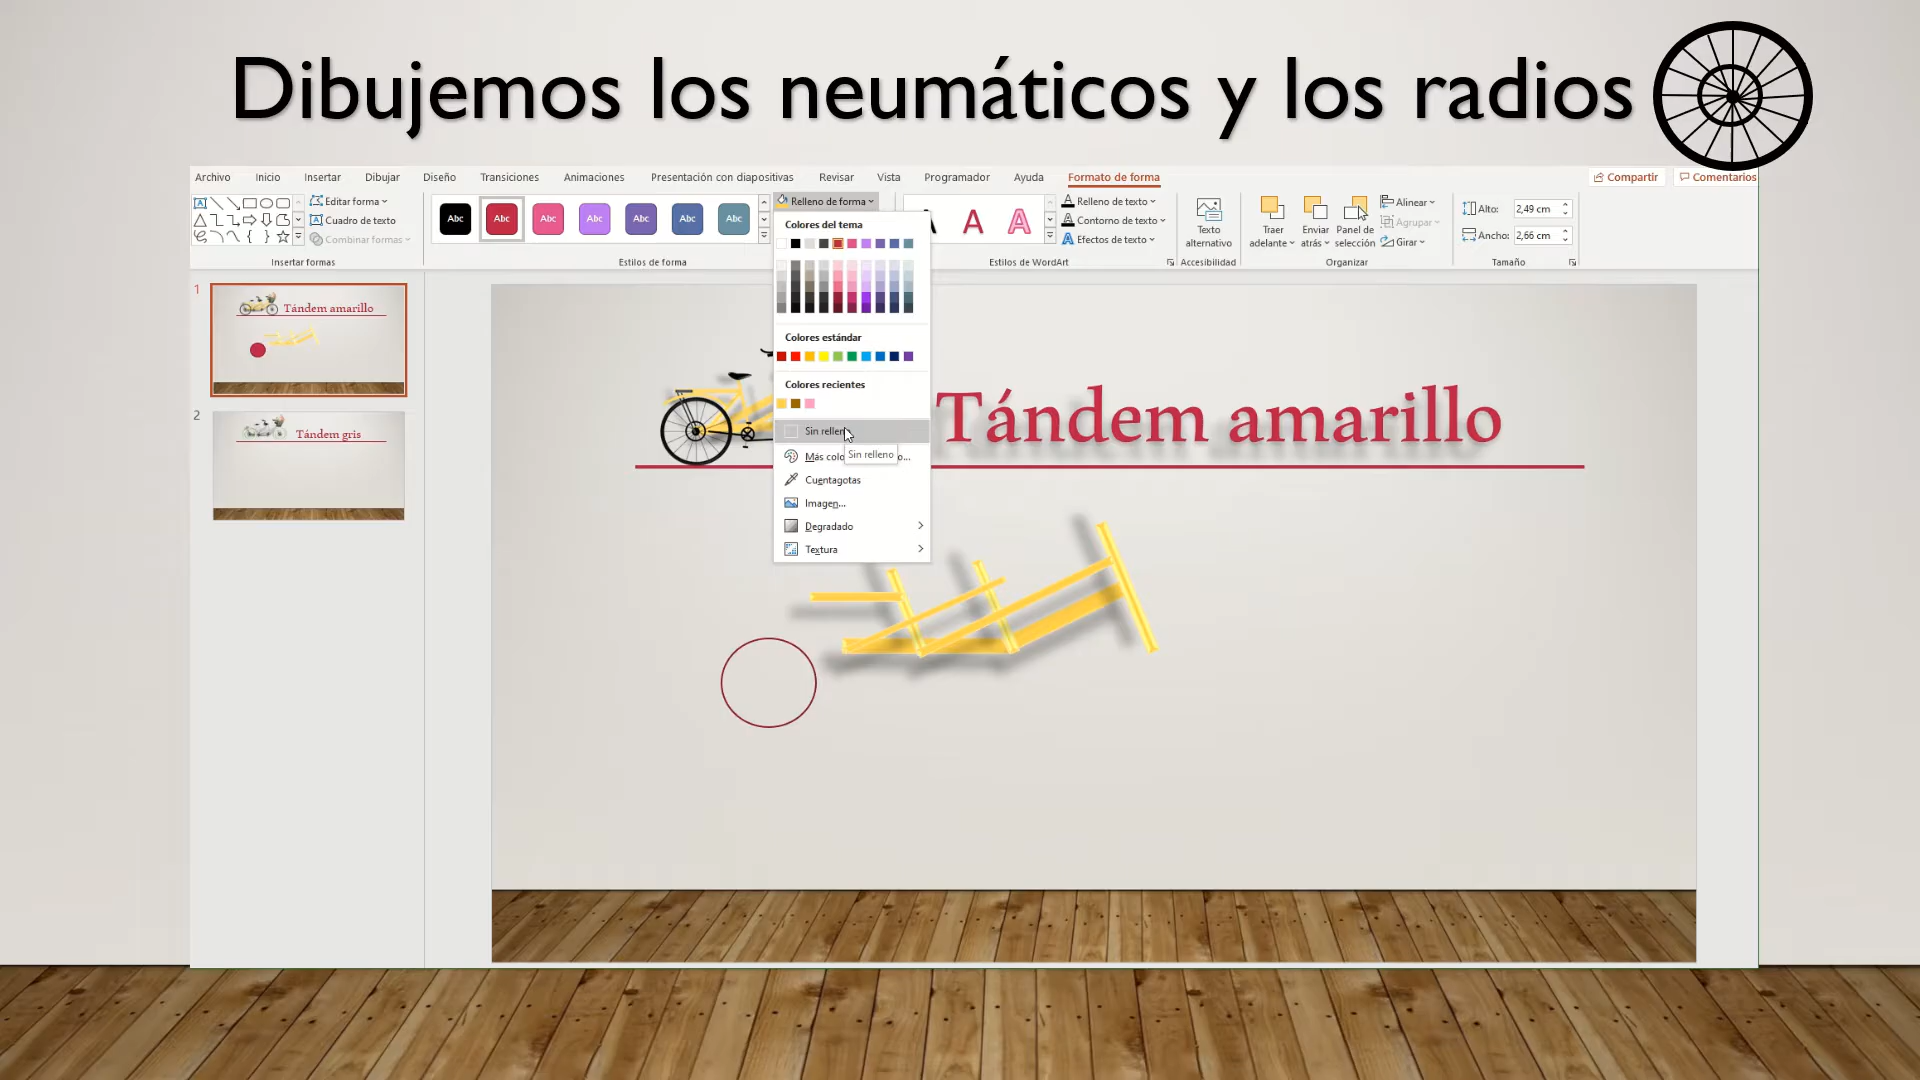 Dibujemos los neumáticos y los radios
Archivo Inicio Insertar Dibujar Diseño Transiciones Animaciones Presentación con diapositivas Revisar Vista Programador Ayuda Formato de forma Compartir Comentarios
Editar forma
Cuadro de texto
Combinar formas
Insertar formas
Abc Abc Abc Abc Abc Abc Abc
Estilos de forma
Relleno de forma
Colores del tema
Colores estándar
Colores recientes
Sin relleno
Sin relleno
Más colo o...
Cuentagotas
Imagen...
Degradado
Textura
A A A
Relleno de texto
Contorno de texto
Efectos de texto
Estilos de WordArt
Texto
alternativo
Accesibilidad
Traer
adelante
Enviar
atrás
Panel de
selección
Alinear
Agrupar
Girar
Organizar
Alto: 2,49 cm
Ancho: 2,66 cm
Tamaño
1
Tándem amarillo
2
Tándem gris
Tándem amarillo